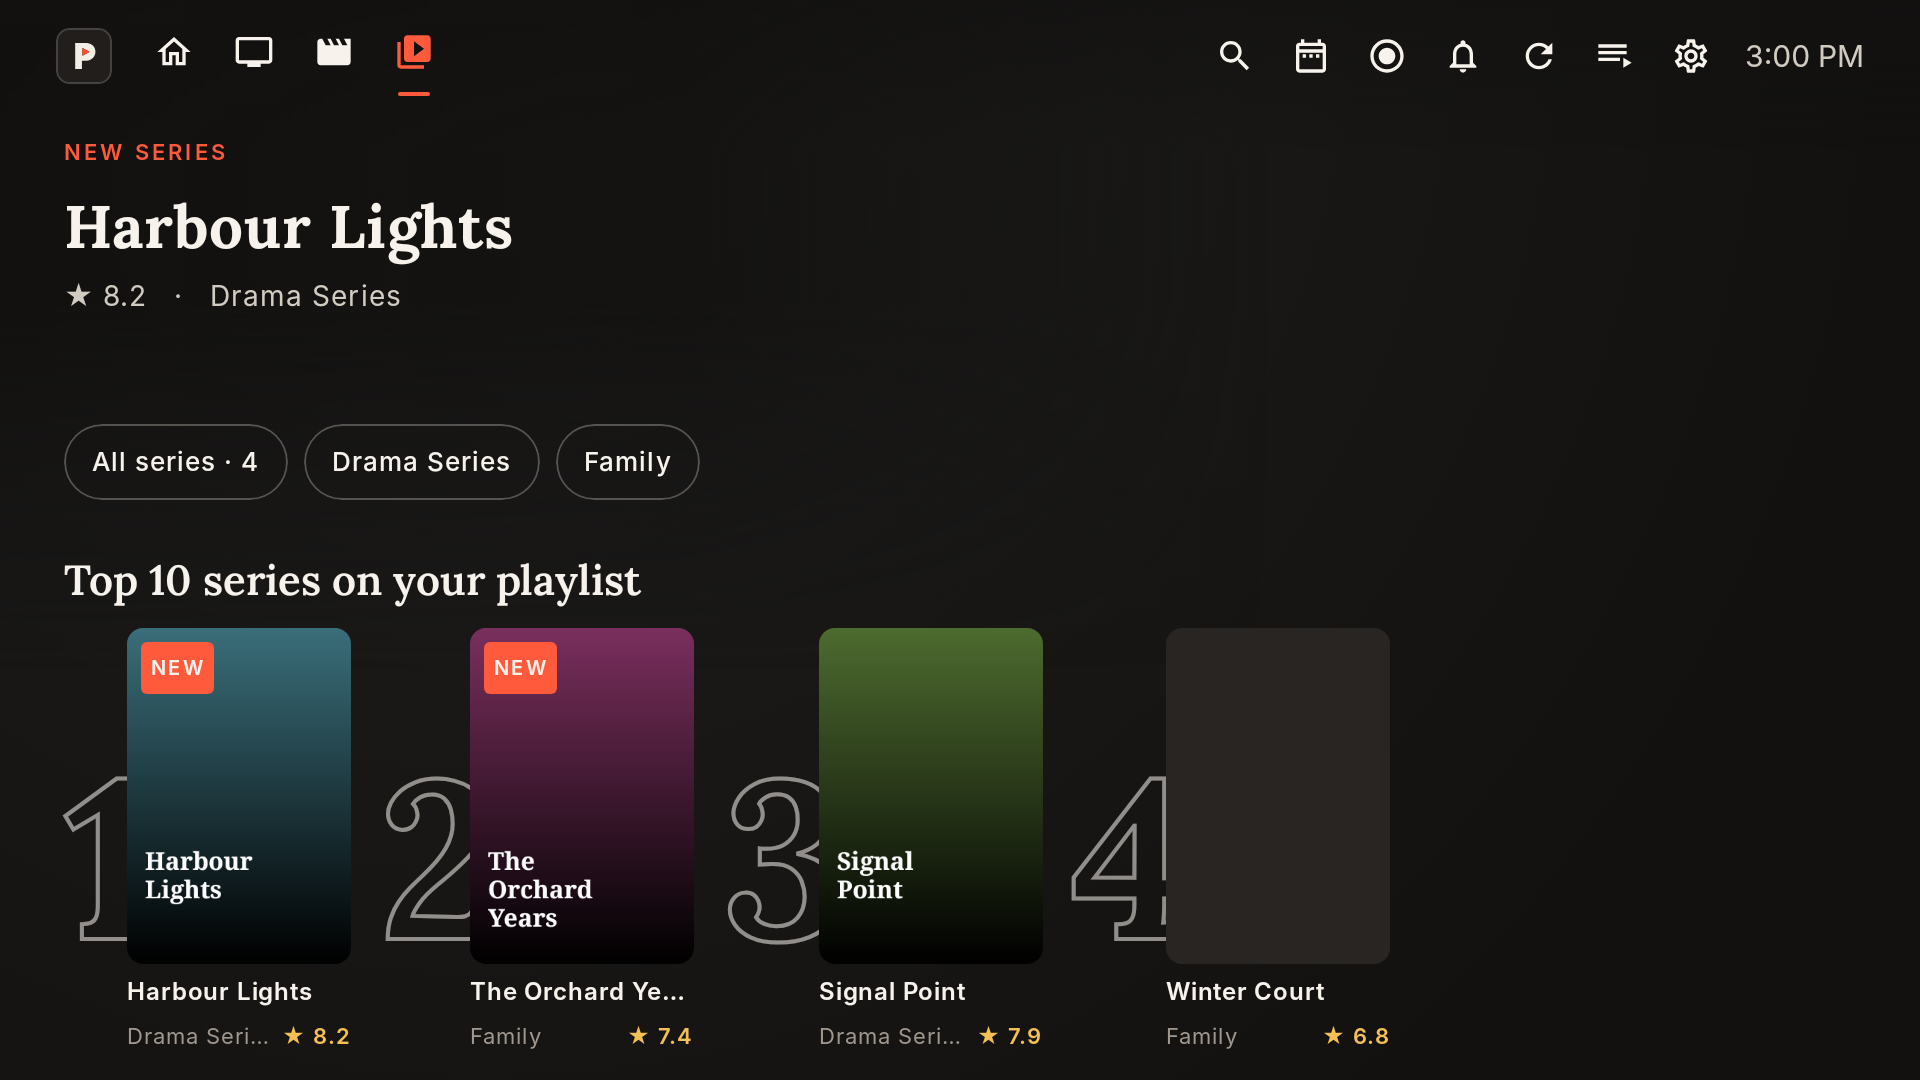 P
3:00 PM
NEW SERIES
Harbour Lights
★ 8.2 · Drama Series
All series · 4
Drama Series
Family
Top 10 series on your playlist
1
NEW
Harbour
Lights
Harbour Lights
Drama Seri... ★ 8.2
2
NEW
The
Orchard
Years
The Orchard Ye...
Family ★ 7.4
3
Signal
Point
Signal Point
Drama Seri... ★ 7.9
4
Winter Court
Family ★ 6.8